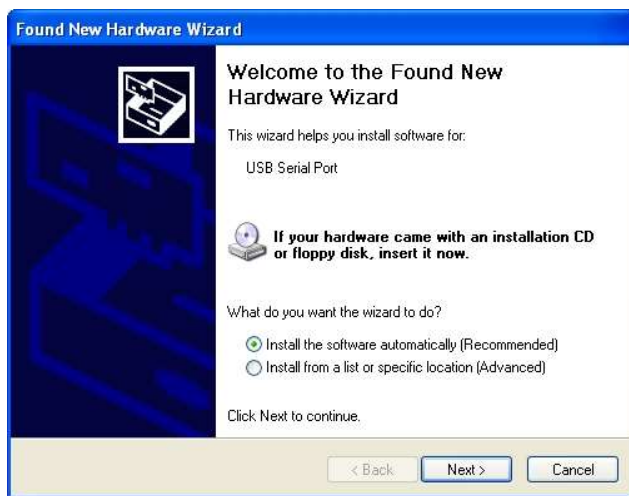 Found New Hardware Wizard
Welcome to the Found New
Hardware Wizard
This wizard helps you install software for:
USB Serial Port
If your hardware came with an installation CD
or floppy disk, insert it now.
What do you want the wizard to do?
Install the software automatically (Recommended)
Install from a list or specific location (Advanced)
Click Next to continue.
< Back Next > Cancel